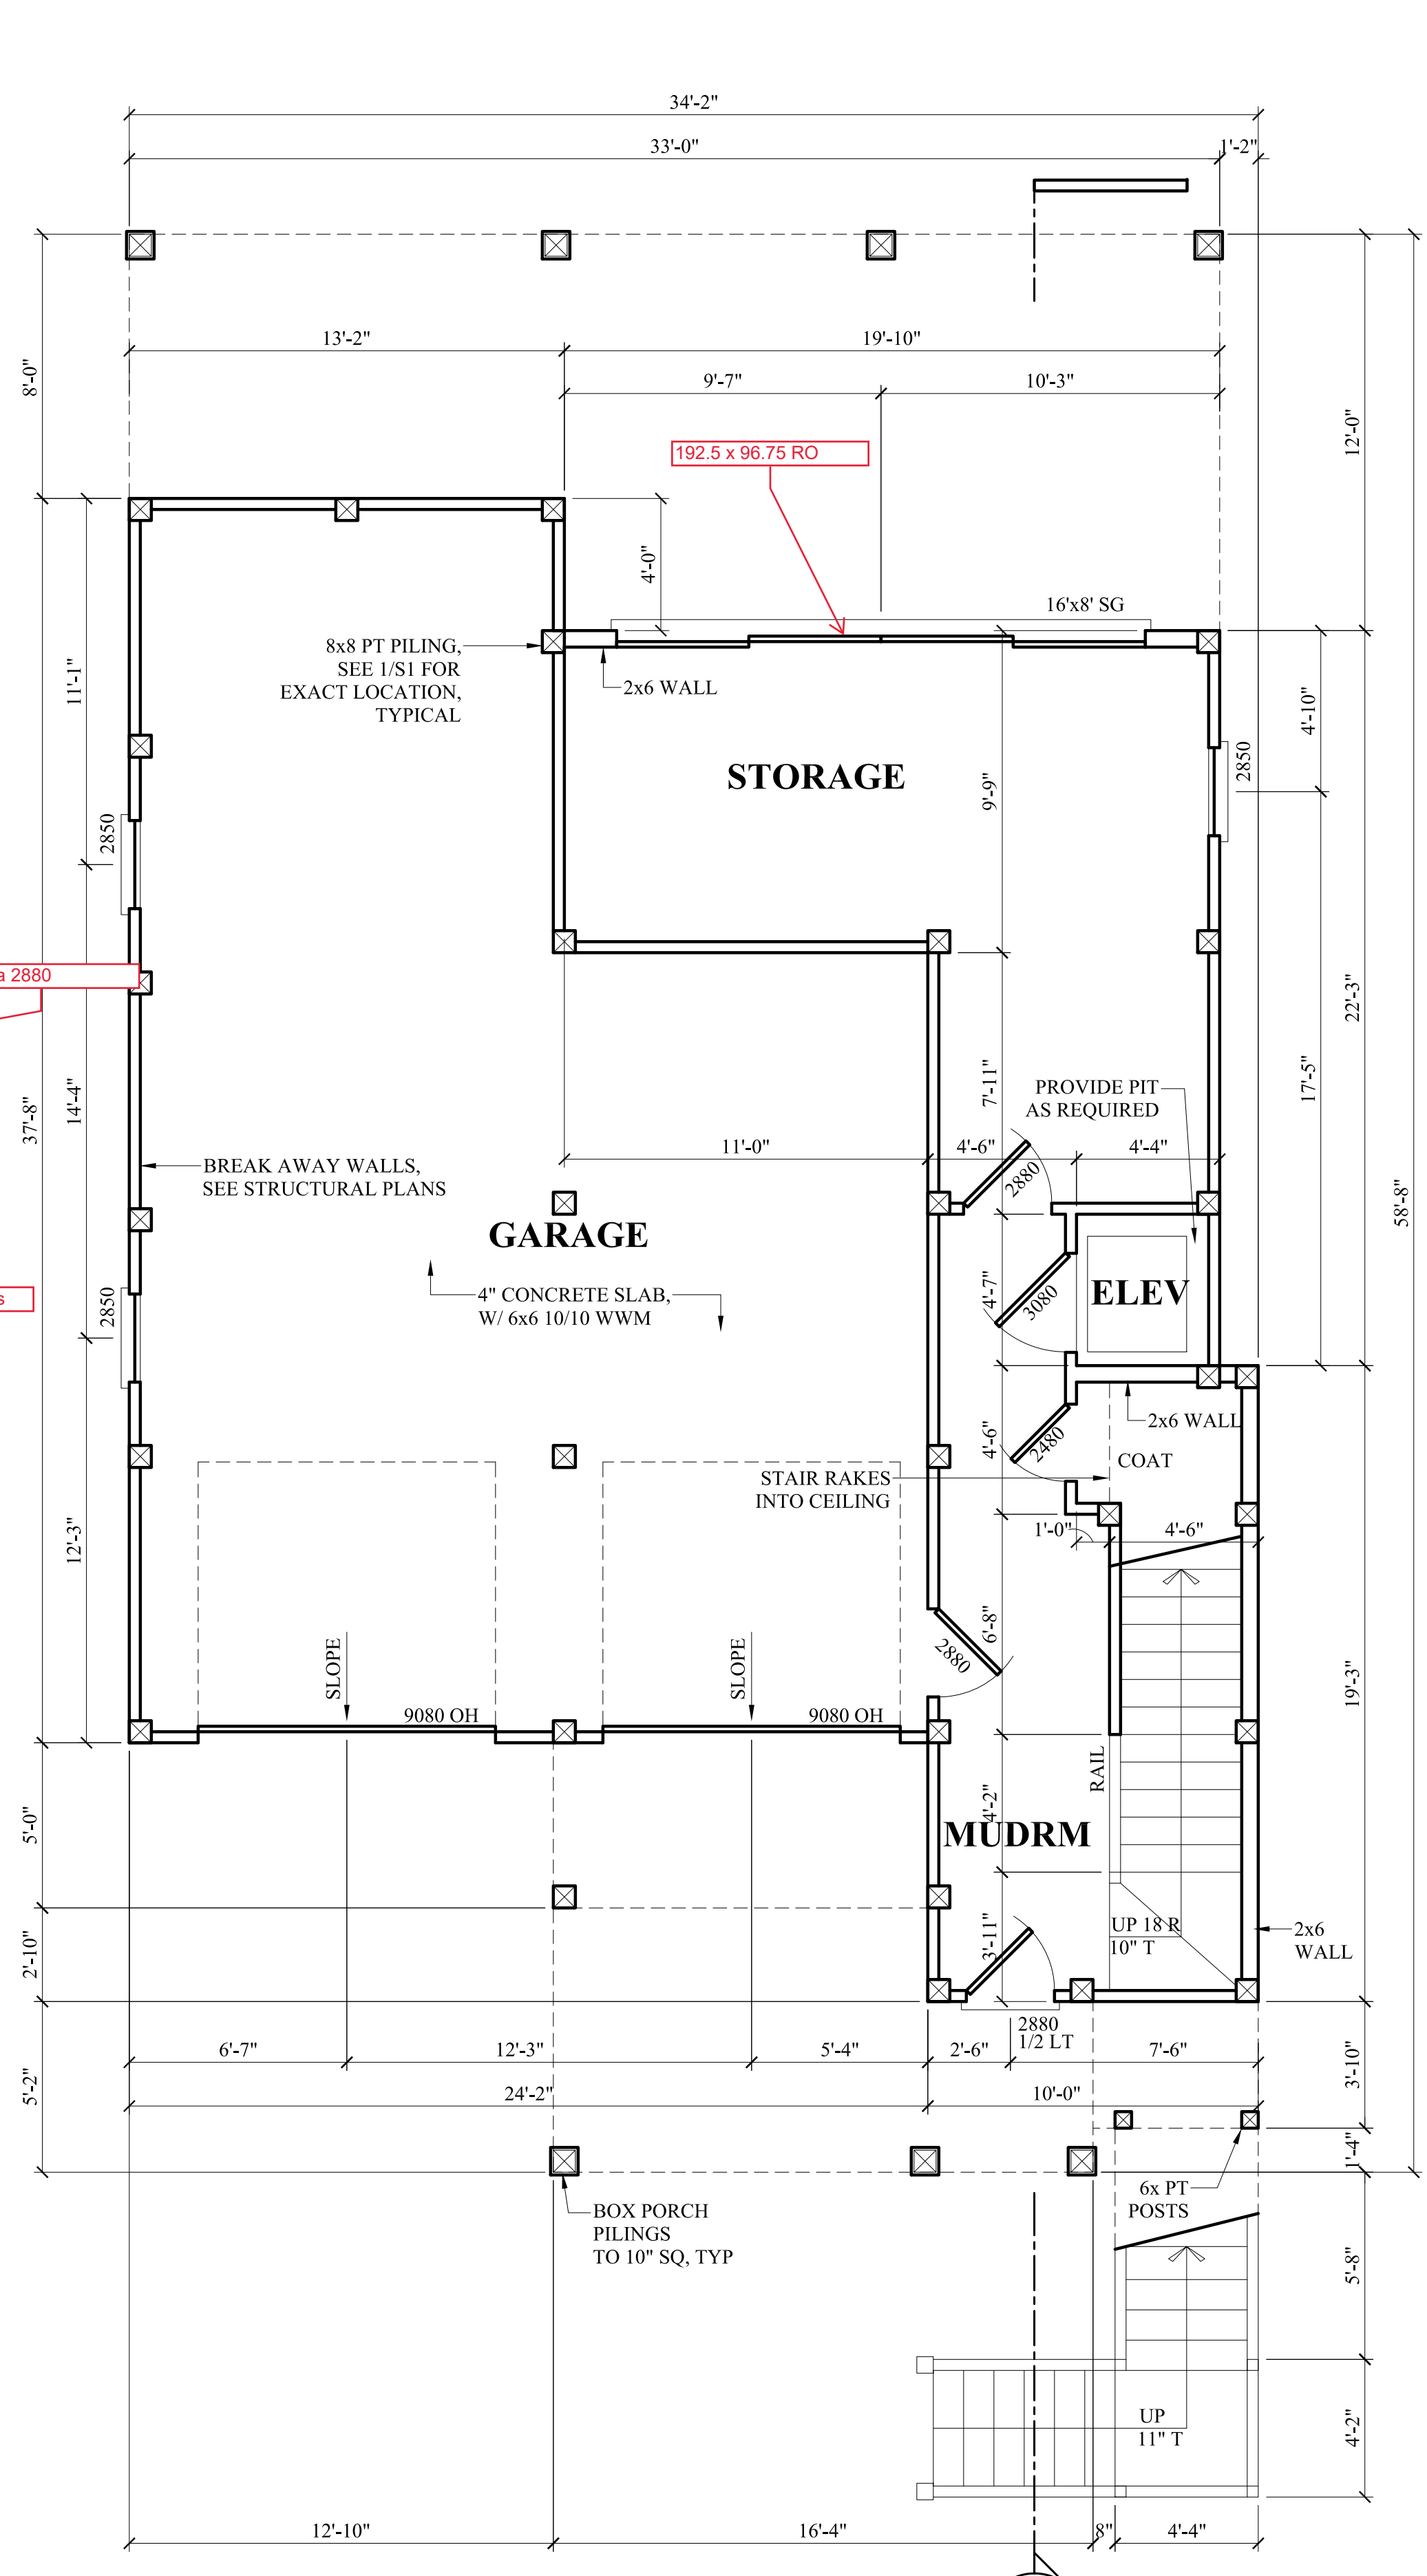 34'-2"
33'-0"
1'-2"
13'-2"
19'-10"
8'-0"
9'-7"
10'-3"
12'-0"
192.5 x 96.75 RO
4'-0"
16'x8' SG
8x8 PT PILING,
SEE 1/S1 FOR
EXACT LOCATION,
TYPICAL
2x6 WALL
11'-1"
4'-10"
STORAGE
2850
9'-9"
2850
a 2880
22'-3"
37'-8"
14'-4"
7'-11"
17'-5"
PROVIDE PIT
AS REQUIRED
11'-0"
4'-6"
4'-4"
BREAK AWAY WALLS,
SEE STRUCTURAL PLANS
2880
58'-8"
GARAGE
4" CONCRETE SLAB,
W/ 6x6 10/10 WWM
4'-7"
3080
ELEV
s
2850
2x6 WALL
4'-6"
2480
COAT
STAIR RAKES
INTO CEILING
1'-0"
4'-6"
12'-3"
6'-8"
2880
SLOPE
SLOPE
19'-3"
9080 OH
9080 OH
RAIL
5'-0"
4'-2"
MUDRM
2'-10"
3'-11"
UP 18 R
10" T
2x6
WALL
2880
1/2 LT
6'-7"
12'-3"
5'-4"
2'-6"
7'-6"
3'-10"
5'-2"
24'-2"
10'-0"
1'-4"
6x PT
POSTS
BOX PORCH
PILINGS
TO 10" SQ, TYP
5'-8"
UP
11" T
4'-2"
12'-10"
16'-4"
8"
4'-4"